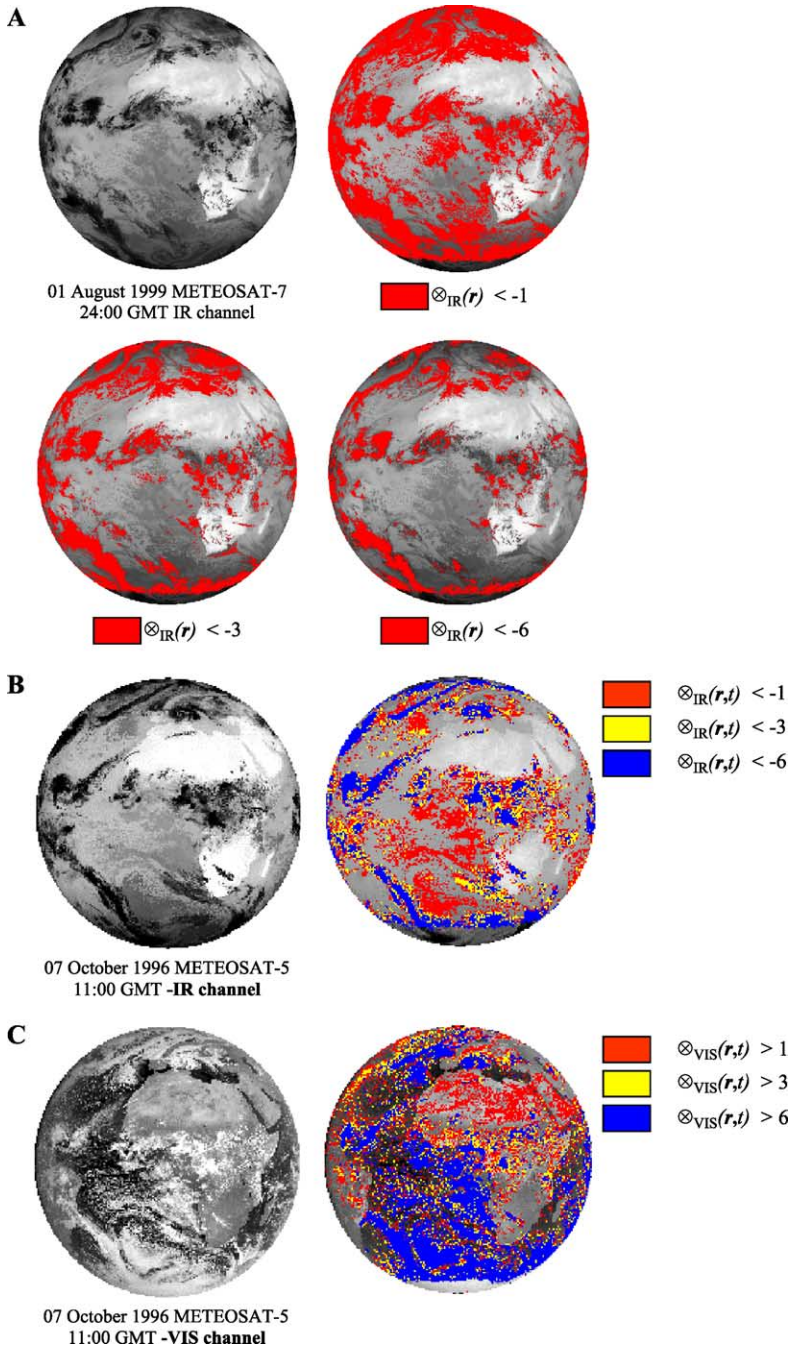 A
01 August 1999 METEOSAT-7
24:00 GMT IR channel
⊗IR(r) < -1
⊗IR(r) < -3
⊗IR(r) < -6
B
07 October 1996 METEOSAT-5
11:00 GMT -IR channel
⊗IR(r,t) < -1
⊗IR(r,t) < -3
⊗IR(r,t) < -6
C
07 October 1996 METEOSAT-5
11:00 GMT -VIS channel
⊗VIS(r,t) > 1
⊗VIS(r,t) > 3
⊗VIS(r,t) > 6